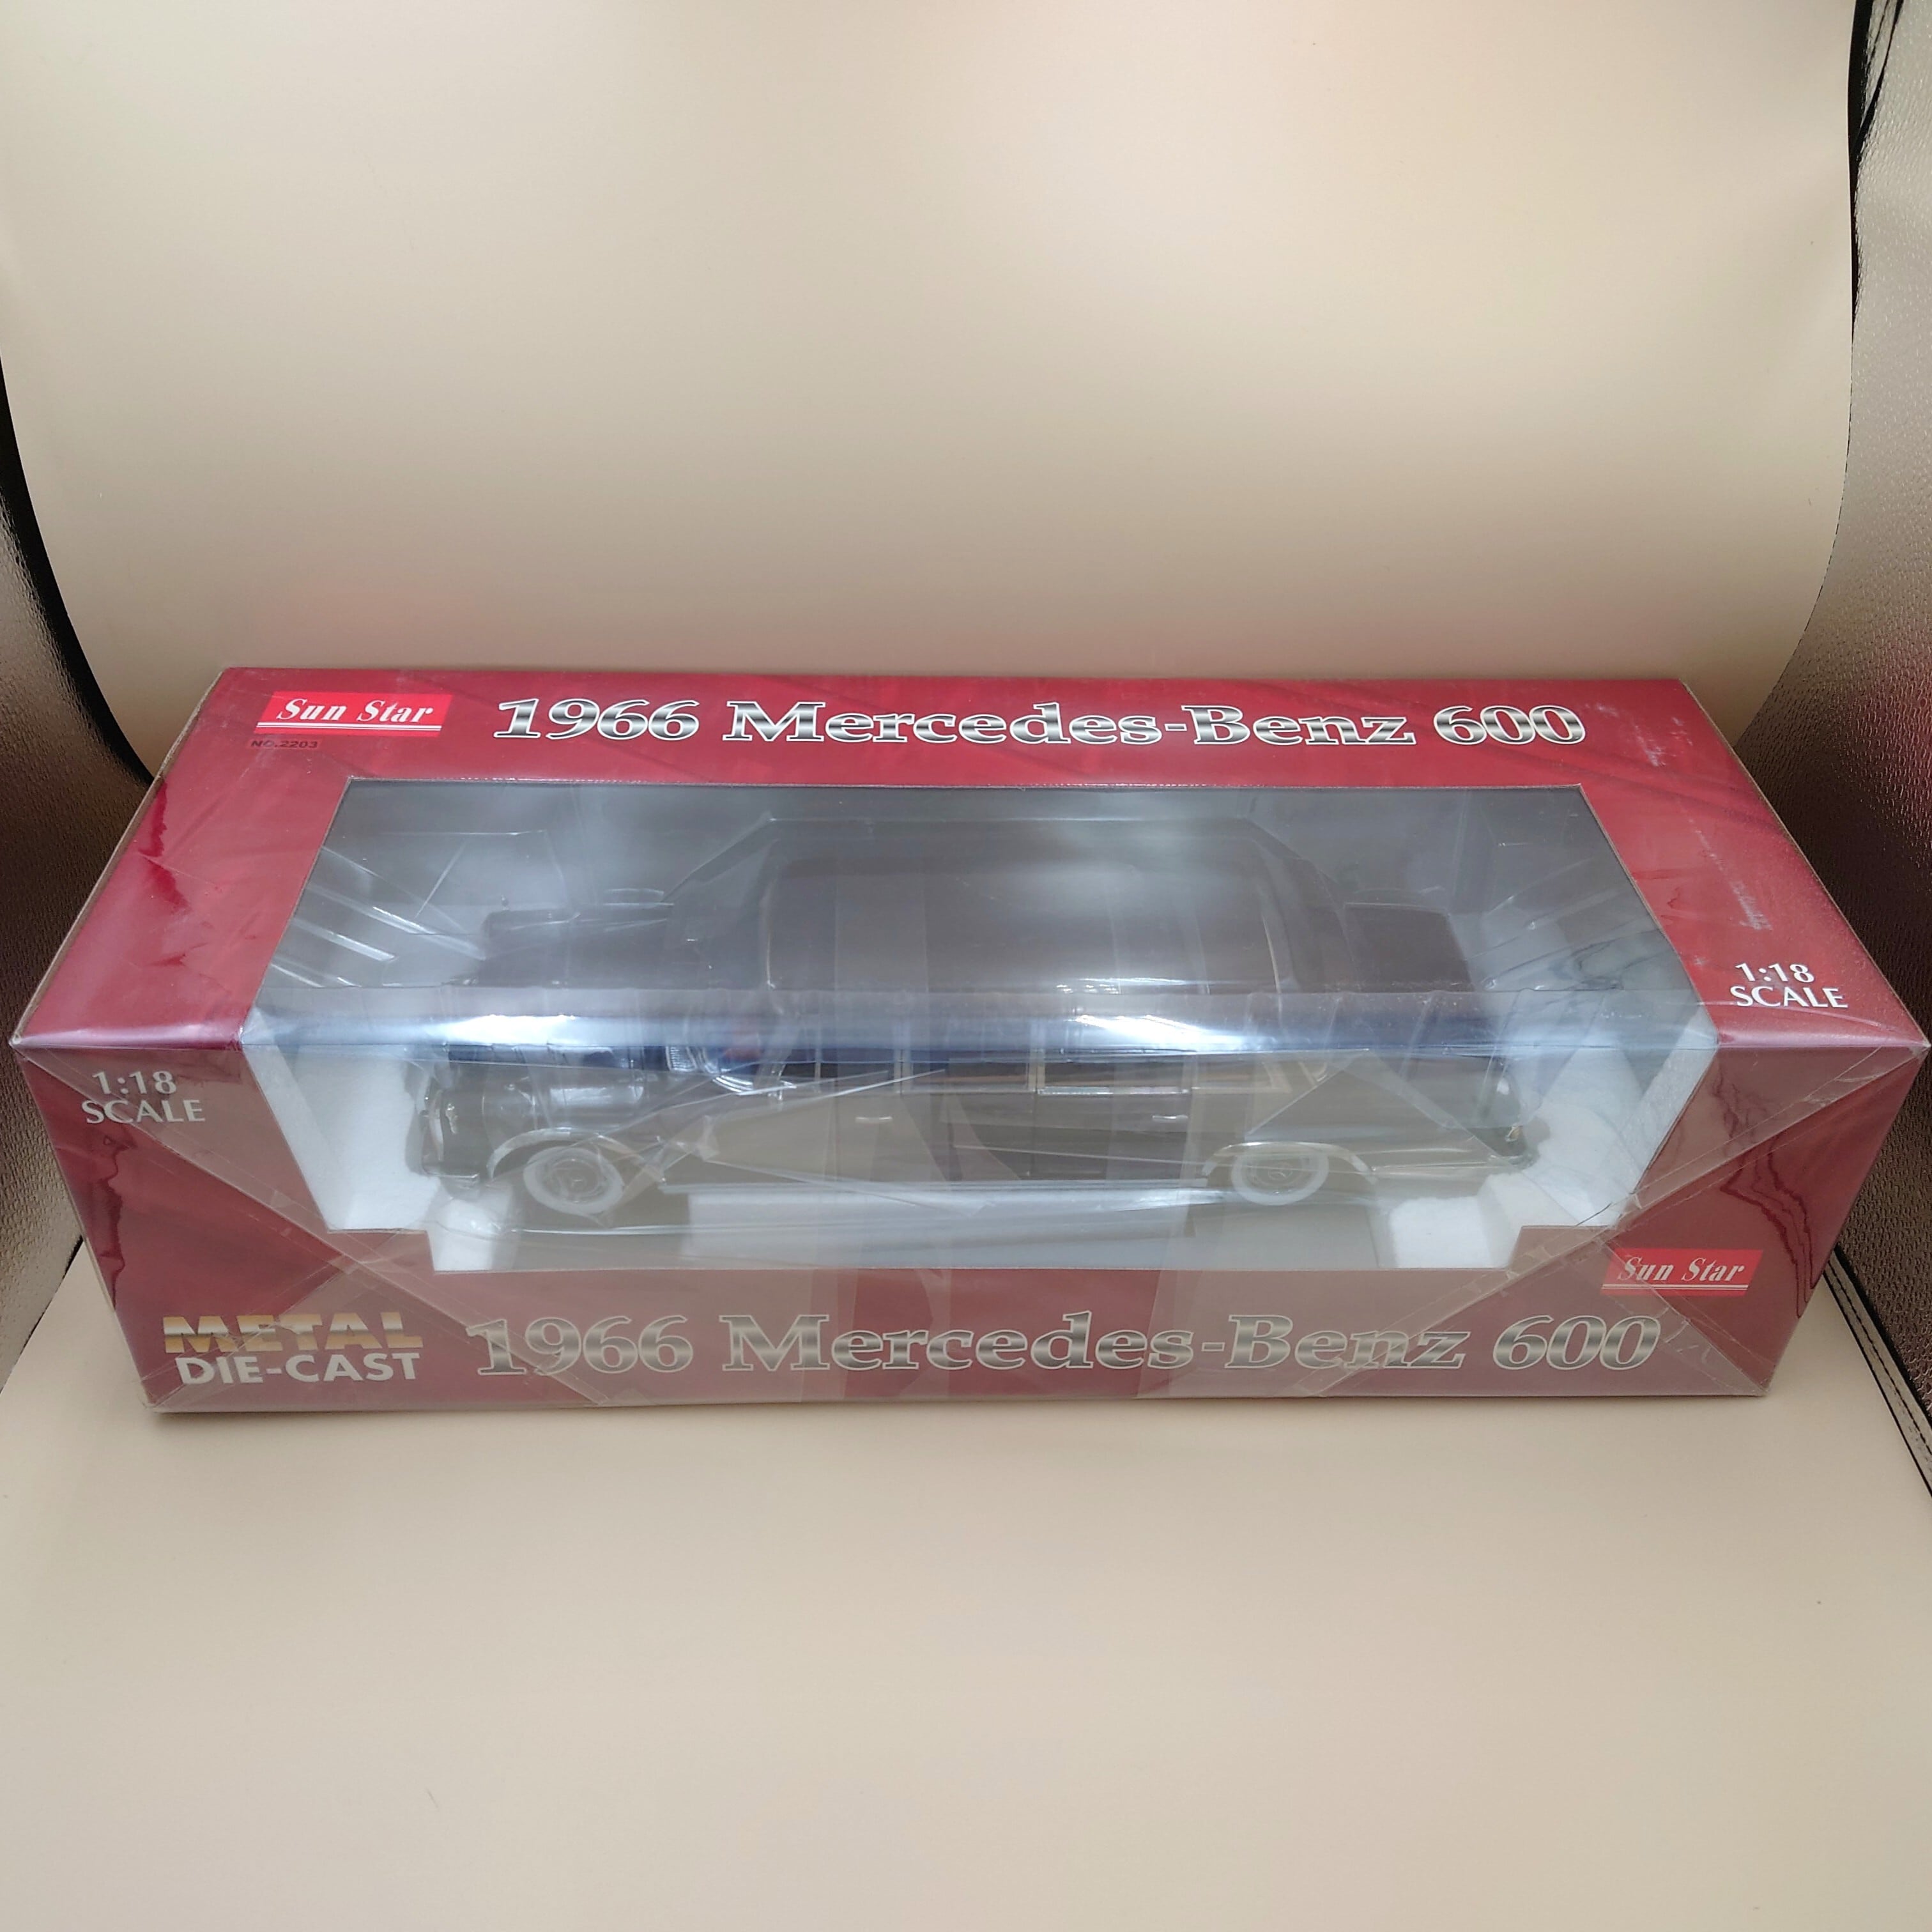 Sun Star
NO.2203
1966 Mercedes-Benz 600
1:18
SCALE
1:18
SCALE
METAL
DIE-CAST
1966 Mercedes-Benz 600
Sun Star